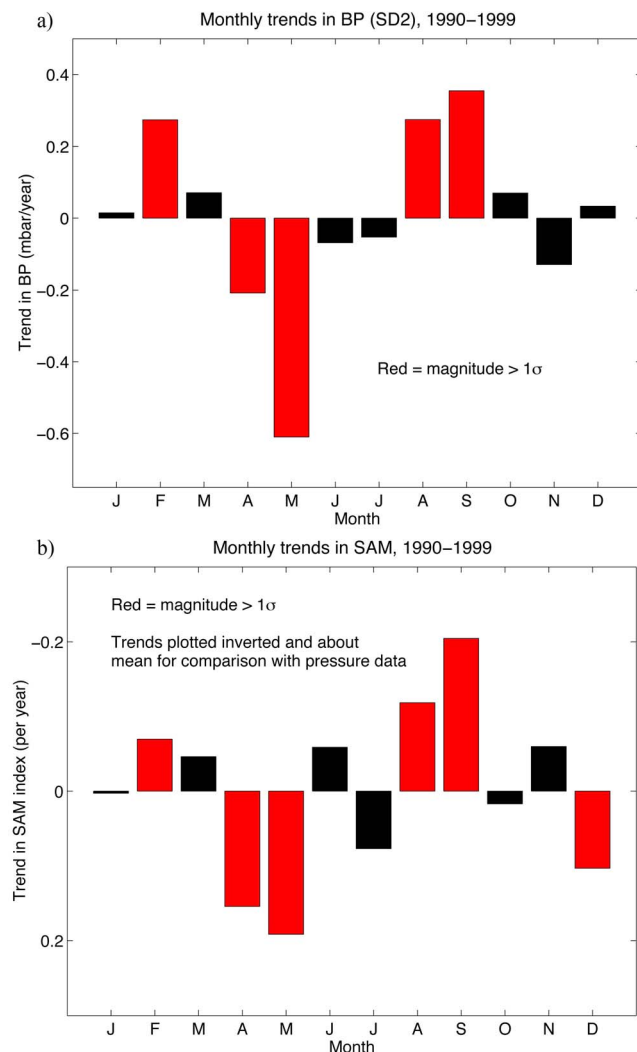 a)
Monthly trends in BP (SD2), 1990−1999
0.4
0.2
0
−0.2
−0.4
−0.6
Trend in BP (mbar/year)
Red = magnitude > 1σ
J F M A M J J A S O N D
Month
b)
Monthly trends in SAM, 1990−1999
Red = magnitude > 1σ
Trends plotted inverted and about
mean for comparison with pressure data
−0.2
0
0.2
Trend in SAM index (per year)
J F M A M J J A S O N D
Month